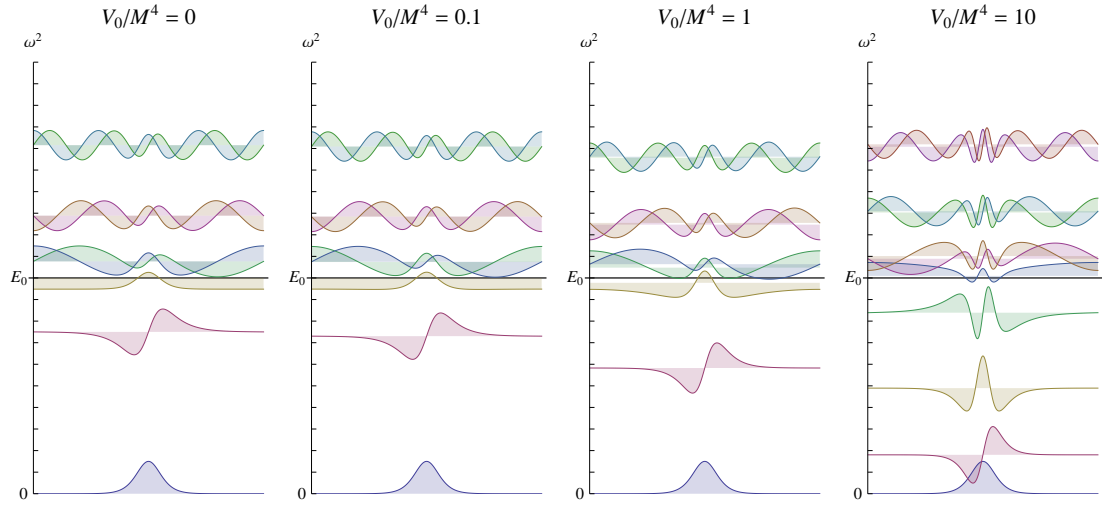 V₀/M⁴ = 0
V₀/M⁴ = 0.1
V₀/M⁴ = 1
V₀/M⁴ = 10
ω²
ω²
ω²
ω²
E₀
E₀
E₀
E₀
0
0
0
0